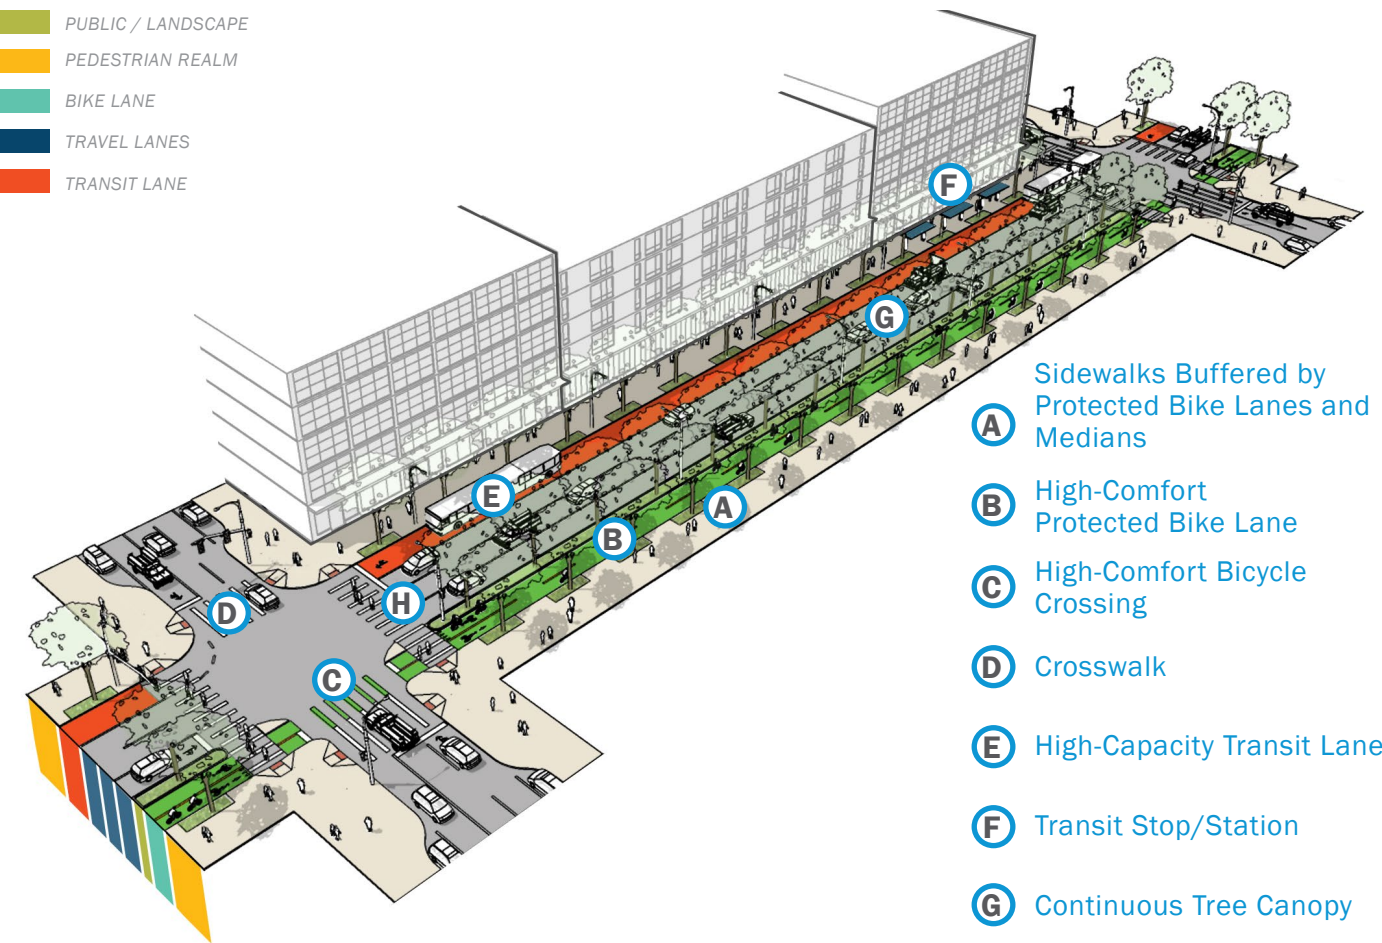 PUBLIC / LANDSCAPE
PEDESTRIAN REALM
BIKE LANE
TRAVEL LANES
TRANSIT LANE
F
G
E
A
B
H
D
C
A
Sidewalks Buffered by
Protected Bike Lanes and
Medians
B
High-Comfort
Protected Bike Lane
C
High-Comfort Bicycle
Crossing
D
Crosswalk
E
High-Capacity Transit Lane
F
Transit Stop/Station
G
Continuous Tree Canopy